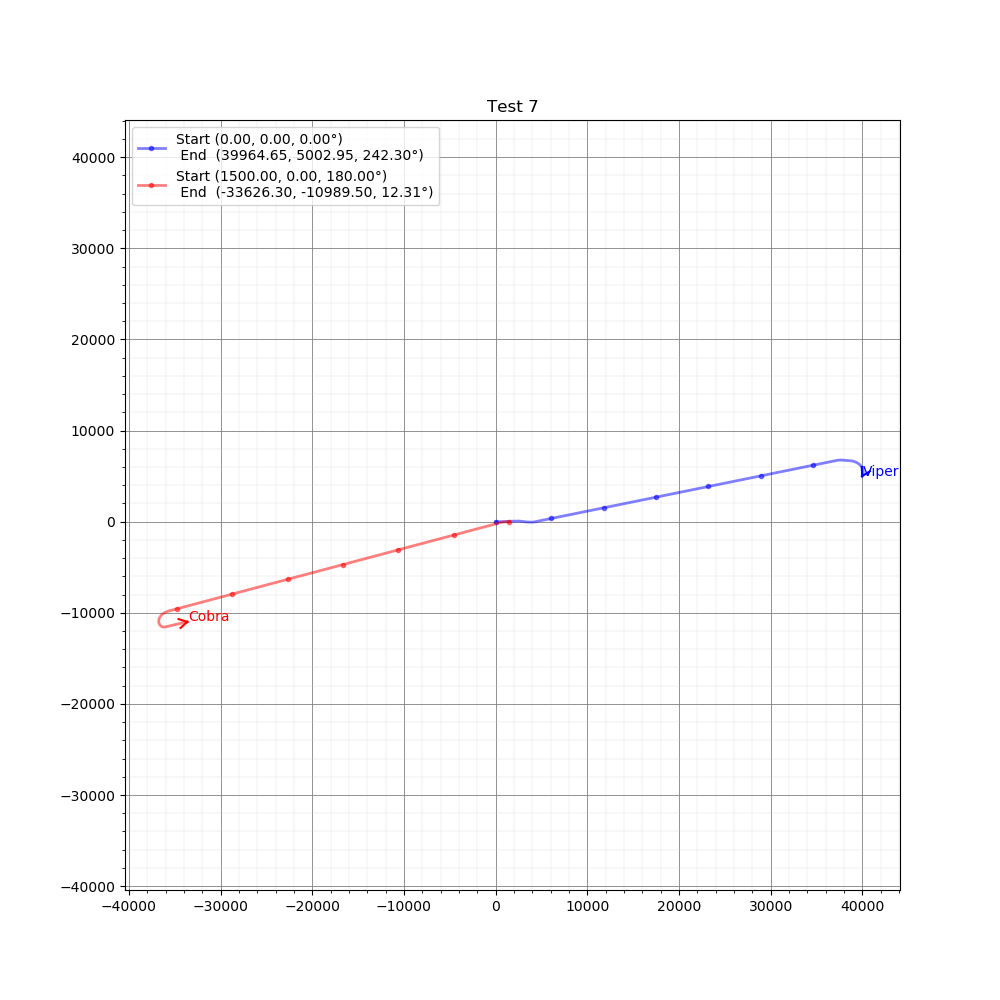 Test 7
Start (0.00, 0.00, 0.00°)
End (39964.65, 5002.95, 242.30°)
Start (1500.00, 0.00, 180.00°)
End (-33626.30, -10989.50, 12.31°)
40000
30000
20000
10000
0
−10000
−20000
−30000
−40000
Viper
Cobra
−40000 −30000 −20000 −10000 0 10000 20000 30000 40000